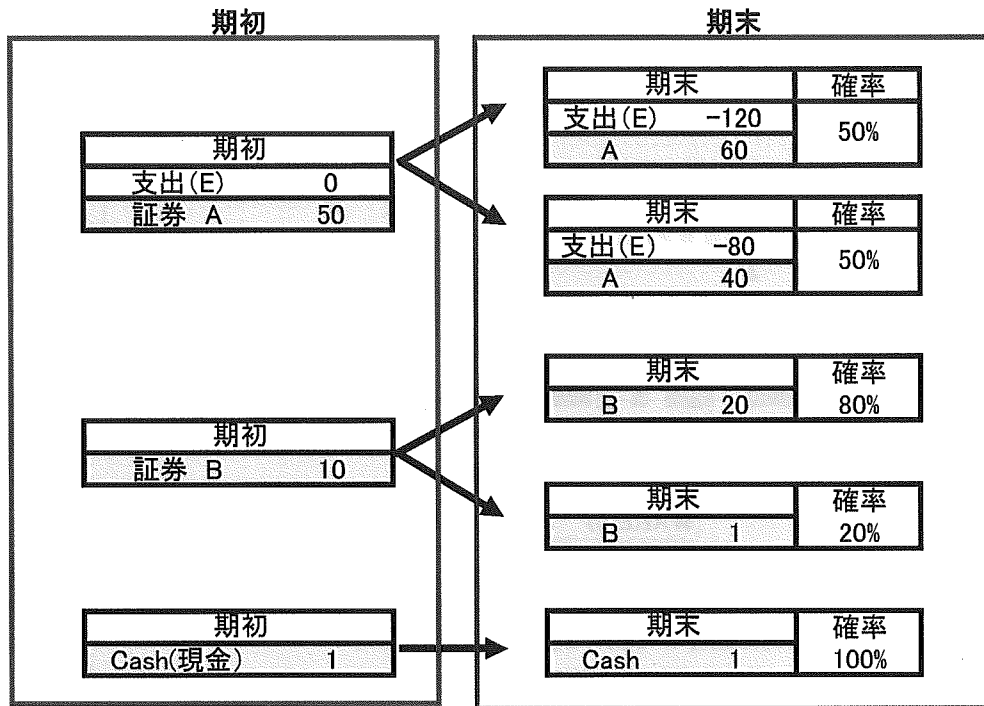 期初
期末
期初
支出(E) 0
証券 A 50
期末 確率
支出(E) -120 50%
A 60
期末 確率
支出(E) -80 50%
A 40
期初
証券 B 10
期末 確率
B 20 80%
期末 確率
B 1 20%
期初
Cash(現金) 1
期末 確率
Cash 1 100%